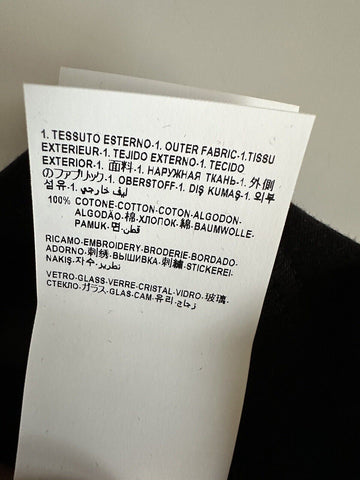 1. TESSUTO ESTERNO-1. OUTER FABRIC-1.TISSU
EXTERIEUR-1. TEJIDO EXTERNO-1. TECIDO
EXTERIOR-1. 面料-1. НАРУЖНАЯ ТКАНЬ-1. 外側
のファブリック-1. OBERSTOFF-1. DIŞ KUMAŞ-1. 외부
섬유-1. ليف خارجي
100% COTONE-COTTON-COTON-ALGODON-
ALGODÃO-棉-ХЛОПОК-綿-BAUMWOLLE-
PAMUK-면-قطن
RICAMO-EMBROIDERY-BRODERIE-BORDADO-
ADORNO-刺绣-ВЫШИВКА-刺繍-STICKEREI-
NAKIŞ-자수-تطريز
VETRO-GLASS-VERRE-CRISTAL-VIDRO-玻璃-
СТЕКЛО-ガラス-GLAS-CAM-유리-زجاج